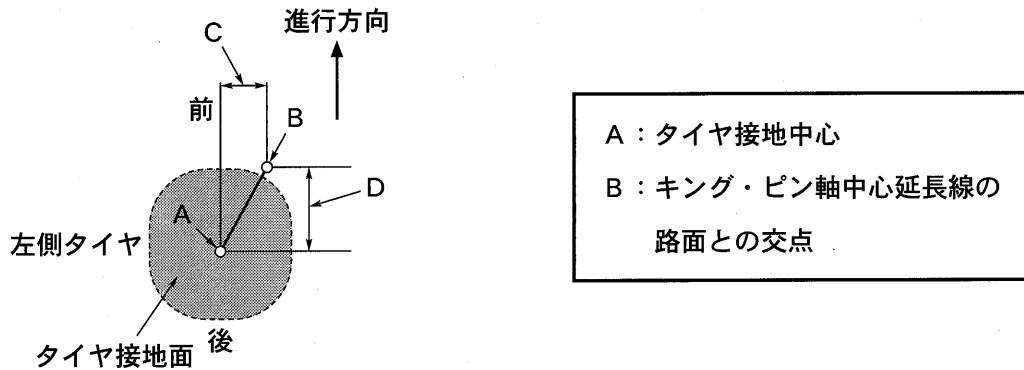 進行方向
C
前
B
D
A
左側タイヤ
後
タイヤ接地面
A:タイヤ接地中心
B:キング・ピン軸中心延長線の
路面との交点